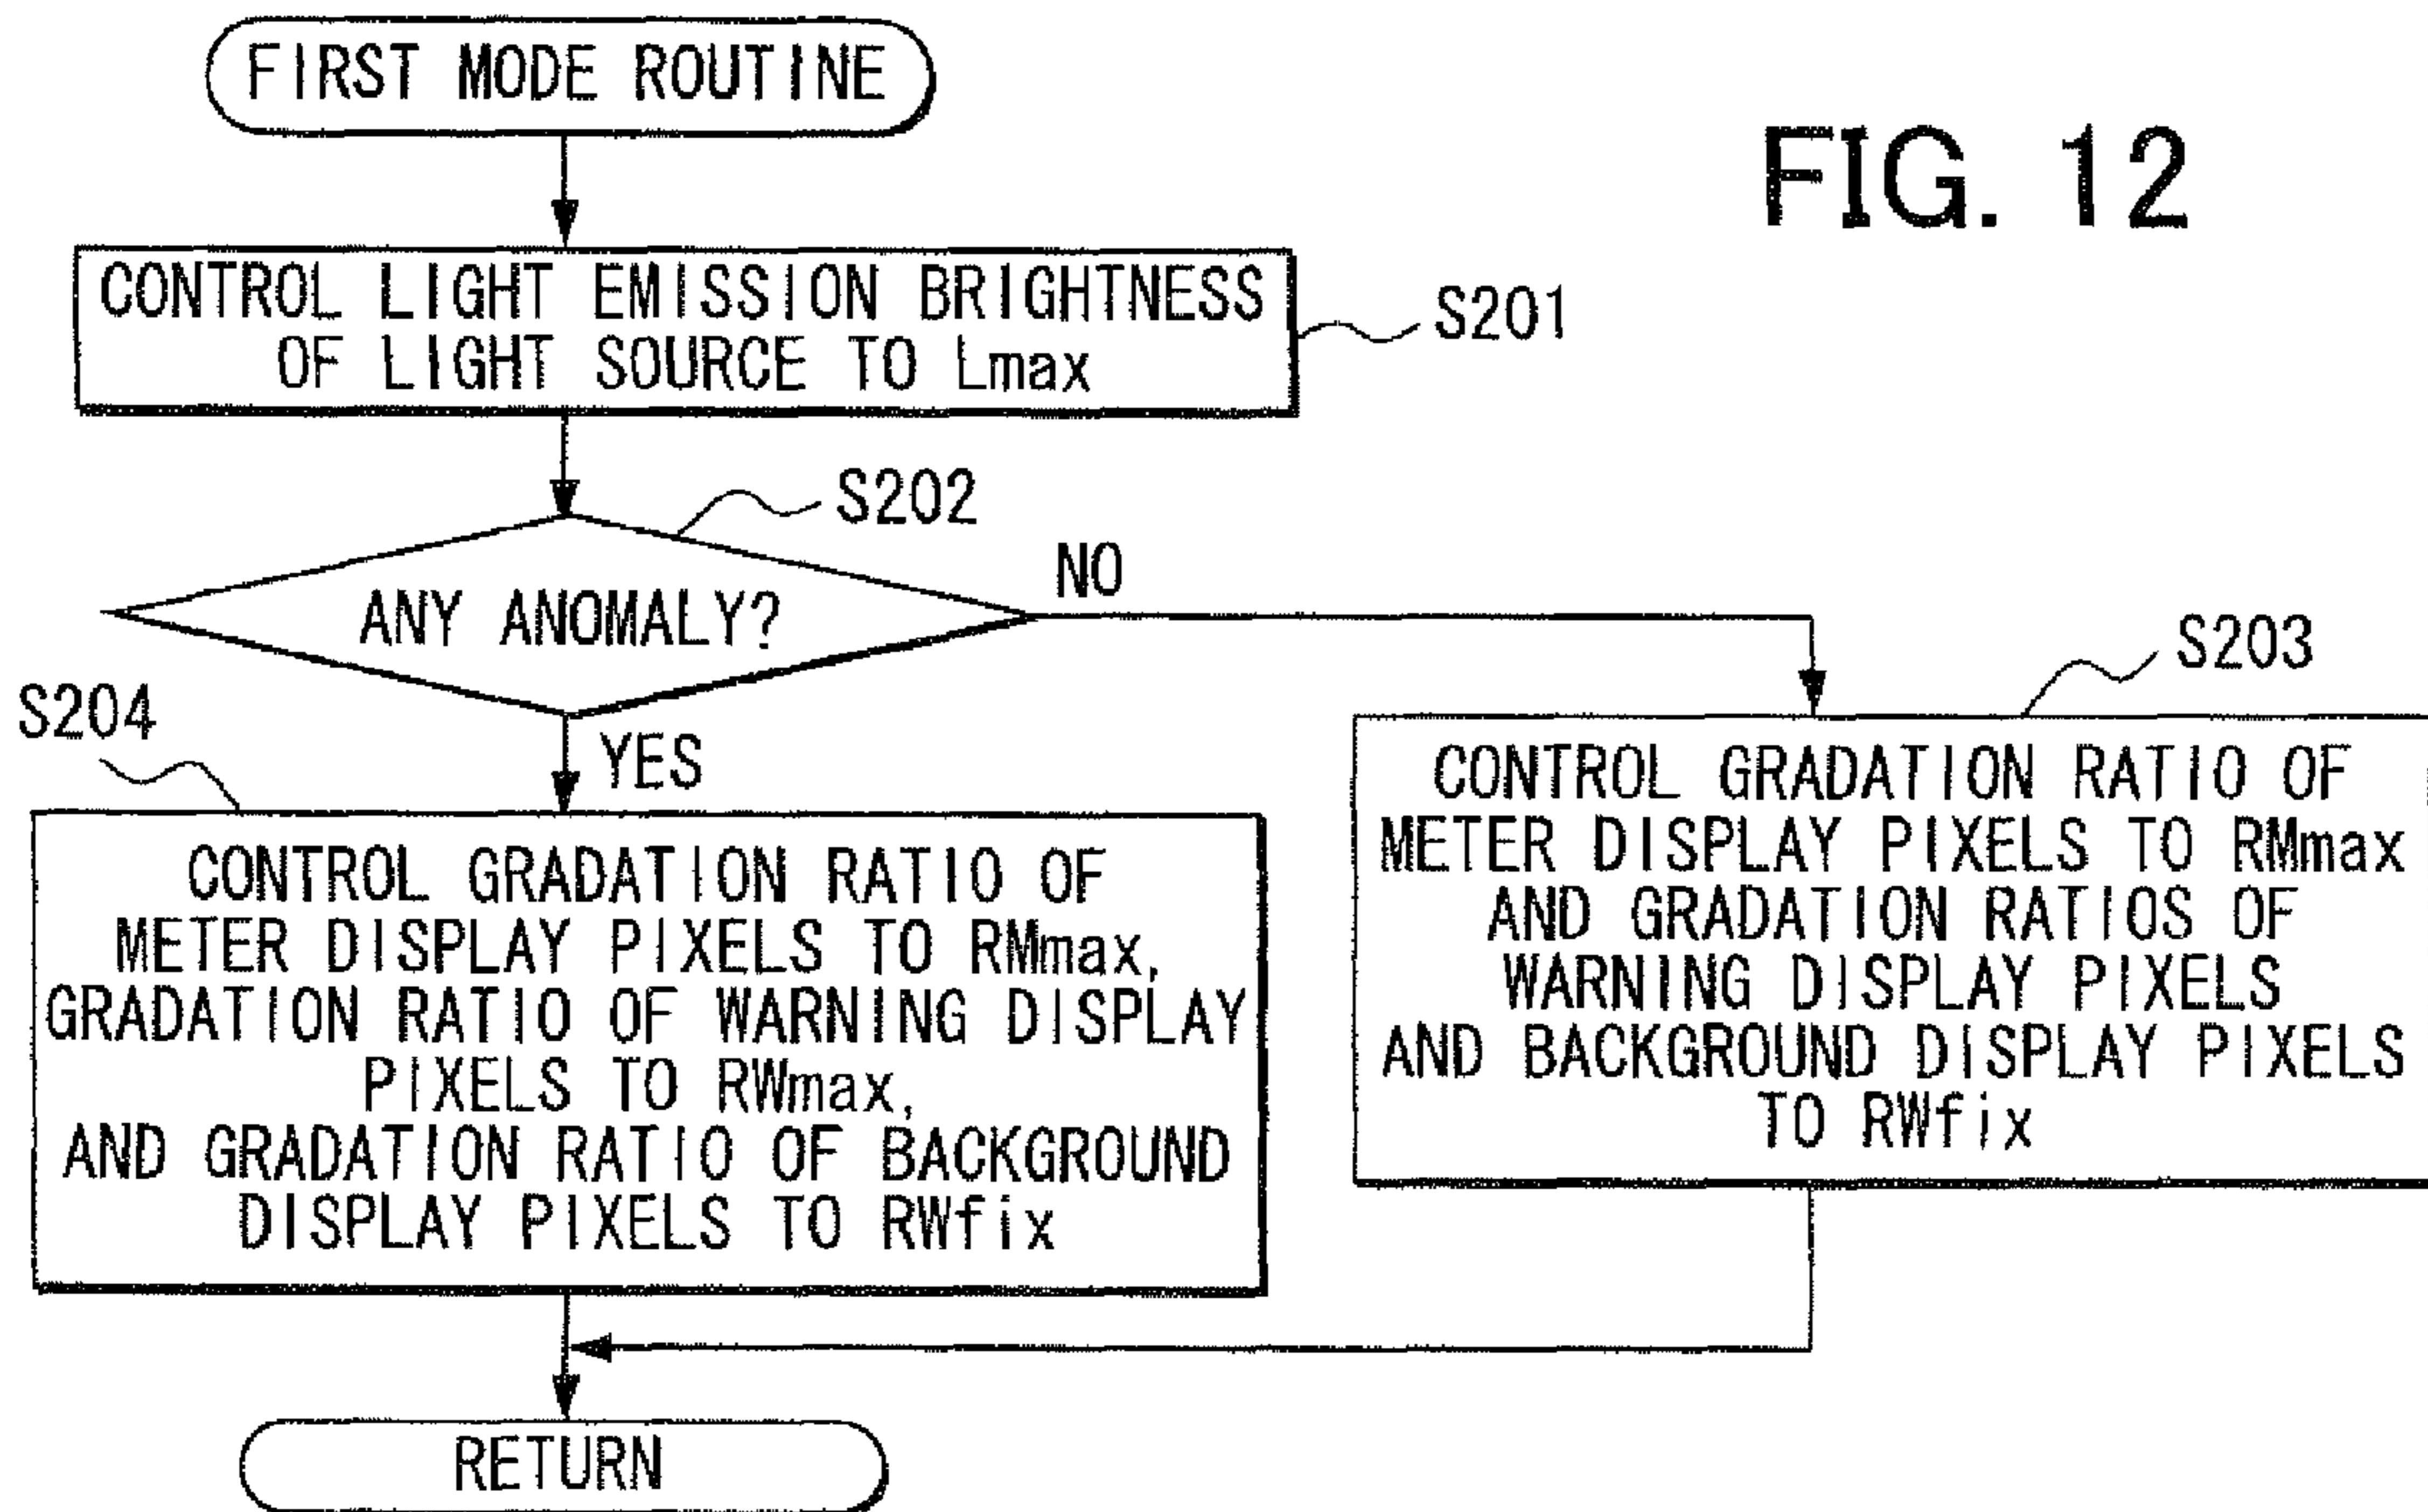 FIRST MODE ROUTINE
FIG. 12
CONTROL LIGHT EMISSION BRIGHTNESS
OF LIGHT SOURCE TO Lmax
S201
S202
ANY ANOMALY?
NO
YES
S203
CONTROL GRADATION RATIO OF
METER DISPLAY PIXELS TO RMmax
AND GRADATION RATIOS OF
WARNING DISPLAY PIXELS
AND BACKGROUND DISPLAY PIXELS
TO RWfix
S204
CONTROL GRADATION RATIO OF
METER DISPLAY PIXELS TO RMmax,
GRADATION RATIO OF WARNING DISPLAY
PIXELS TO RWmax,
AND GRADATION RATIO OF BACKGROUND
DISPLAY PIXELS TO RWfix
RETURN